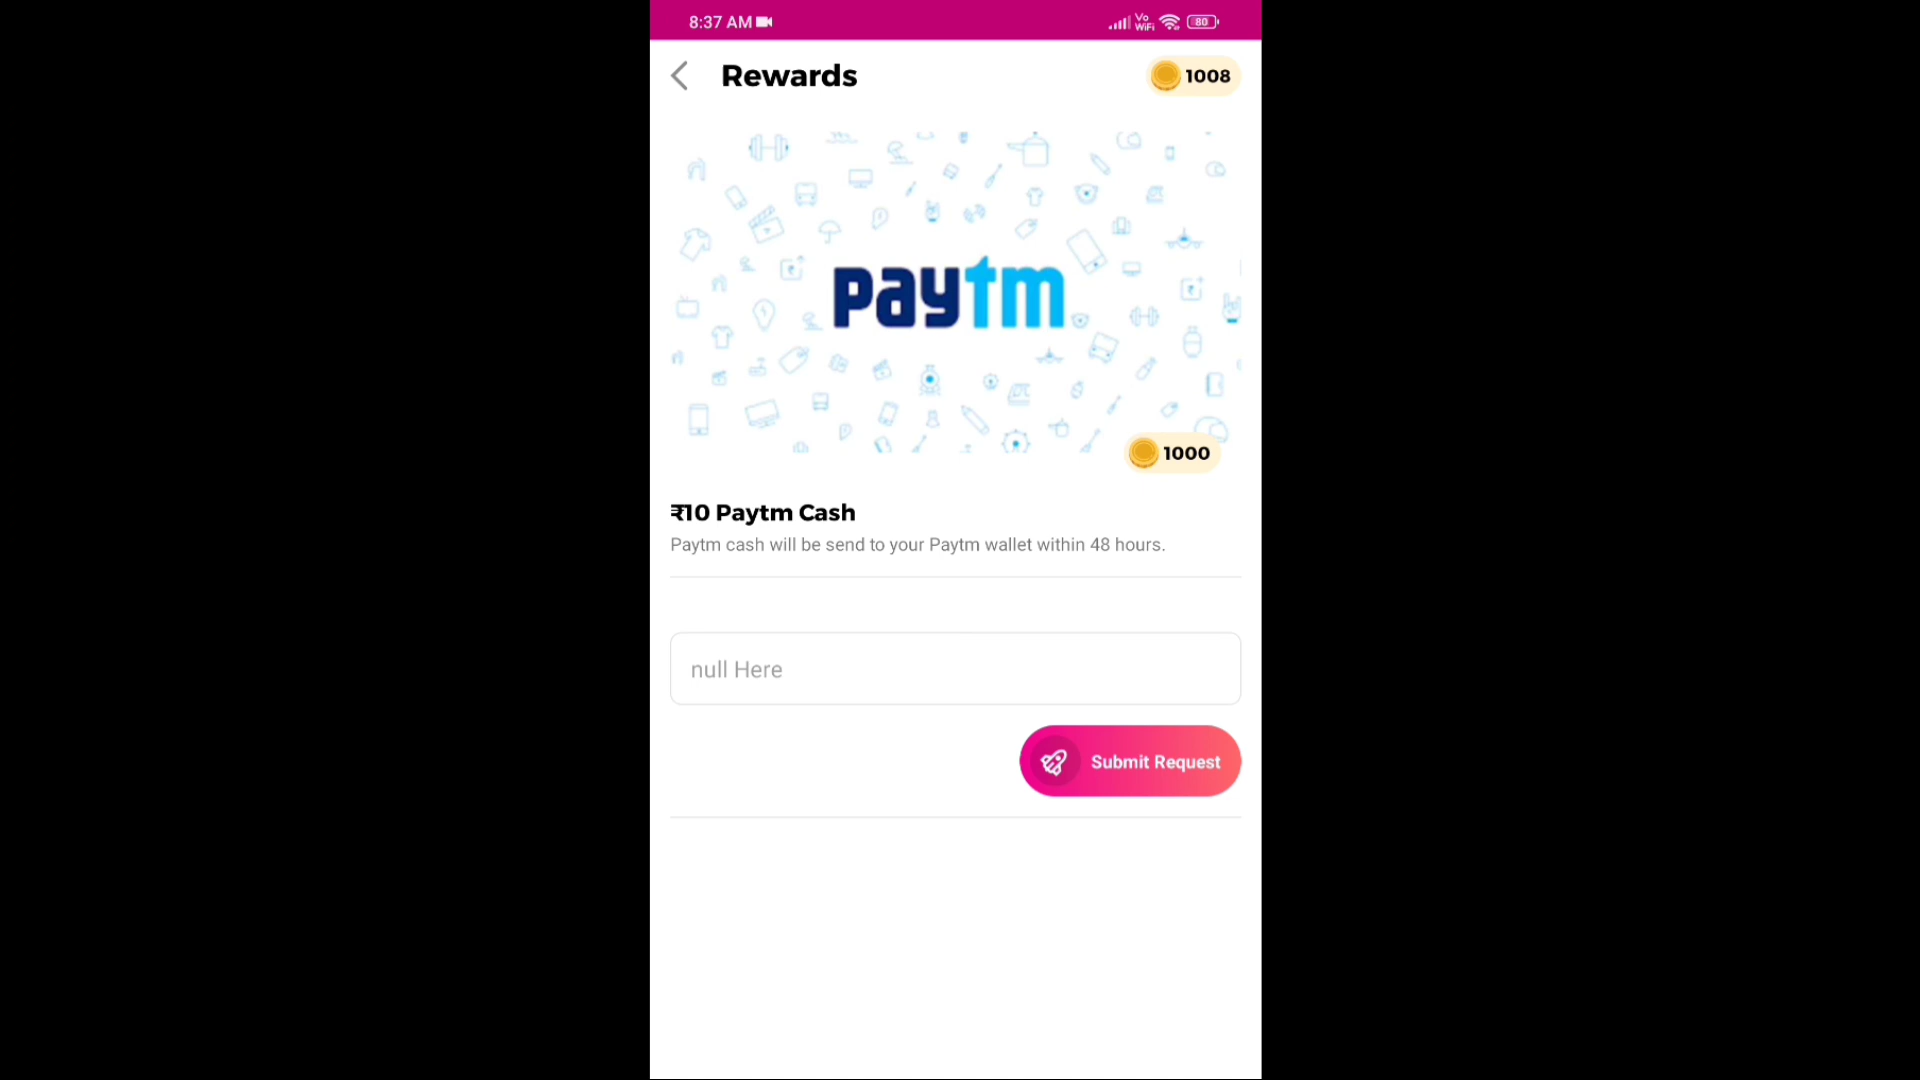 8:37 AM
Vo
WiFi
80
Rewards
1008
paytm
1000
₹10 Paytm Cash
Paytm cash will be send to your Paytm wallet within 48 hours.
null Here
Submit Request